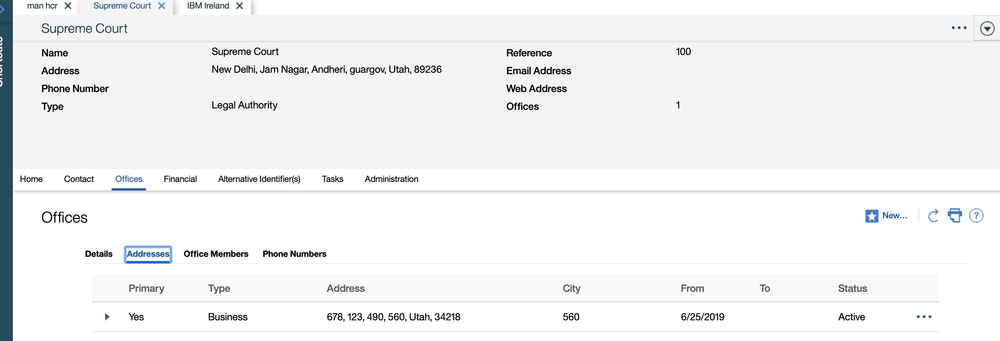 man hcr Supreme Court IBM Ireland
Shortcuts
Supreme Court
Name Supreme Court Reference 100
Address New Delhi, Jam Nagar, Andheri, guargov, Utah, 89236 Email Address
Phone Number Web Address
Type Legal Authority Offices 1
Home Contact Offices Financial Alternative Identifier(s) Tasks Administration
Offices New...
Details Addresses Office Members Phone Numbers
Primary Type Address City From To Status
Yes Business 678, 123, 490, 560, Utah, 34218 560 6/25/2019 Active